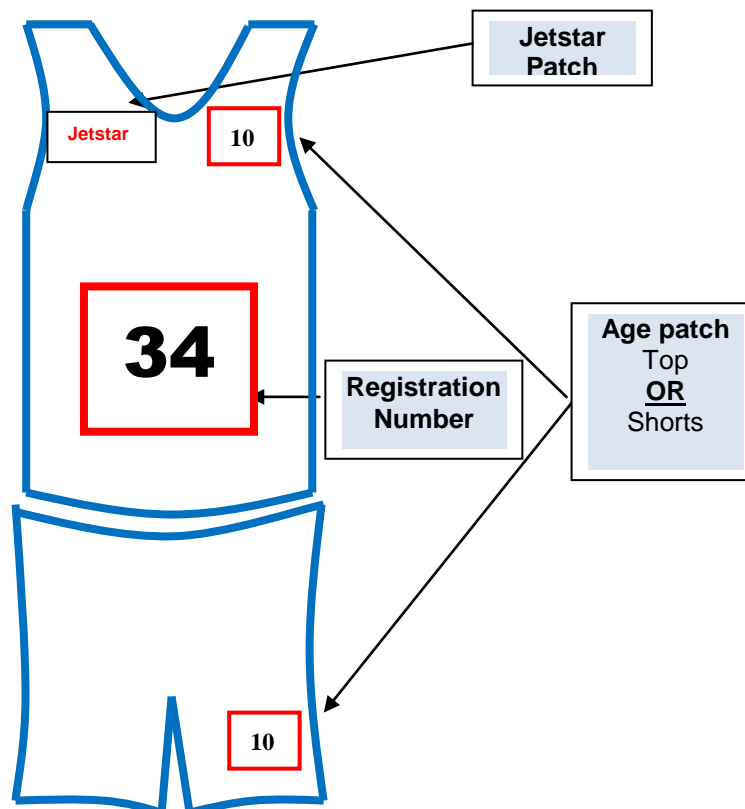 Jetstar
Patch
Jetstar
10
34
Registration
Number
Age patch
Top
OR
Shorts
10